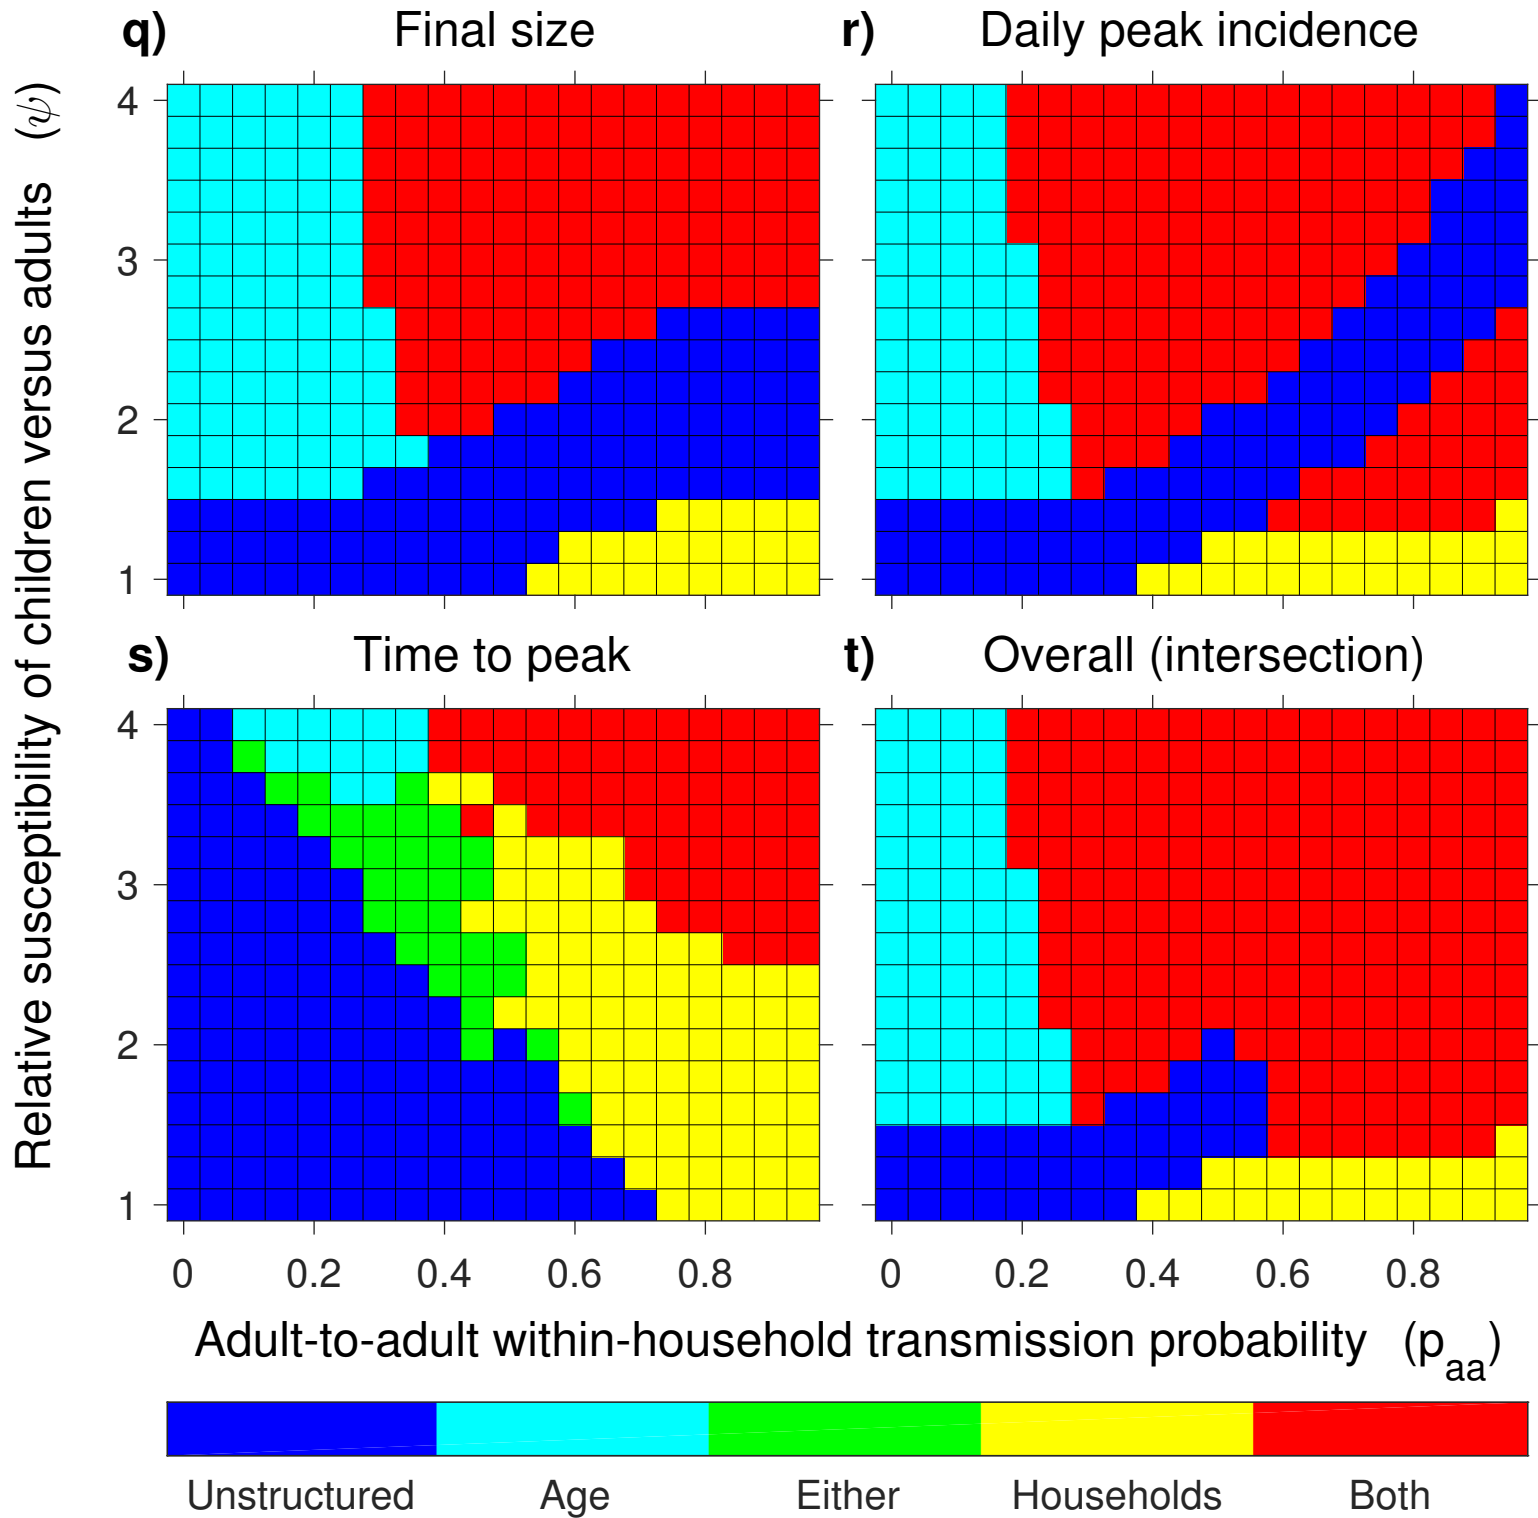 q) Final size
r) Daily peak incidence
Relative susceptibility of children versus adults (ψ)
4
3
2
1
s) Time to peak
t) Overall (intersection)
4
3
2
1
0 0.2 0.4 0.6 0.8
0 0.2 0.4 0.6 0.8
Adult-to-adult within-household transmission probability (p_aa)
Unstructured Age Either Households Both